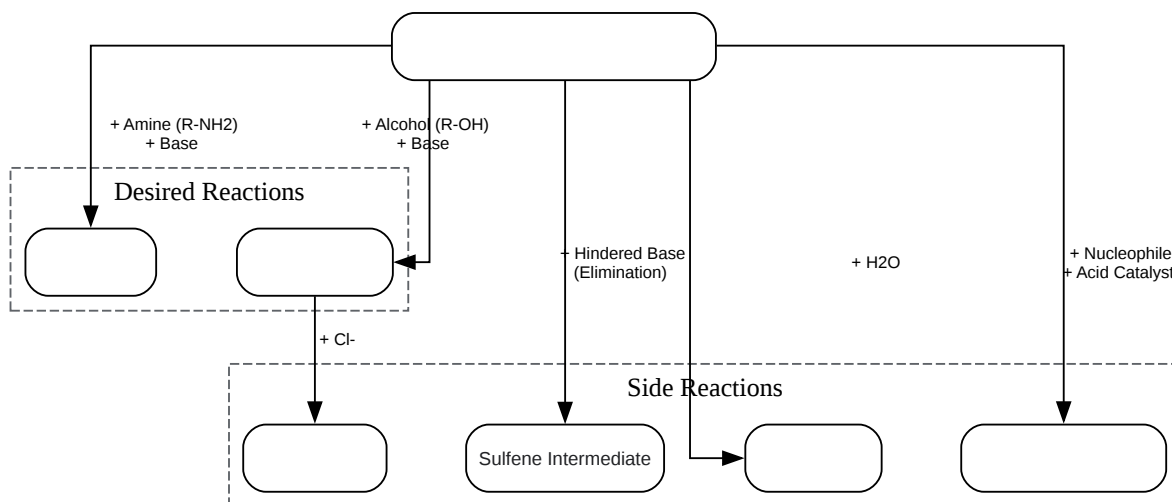 + Amine (R-NH2)
+ Base
+ Alcohol (R-OH)
+ Base
Desired Reactions
+ Hindered Base
(Elimination)
+ H2O
+ Nucleophile
+ Acid Catalyst
+ Cl-
Side Reactions
Sulfene Intermediate